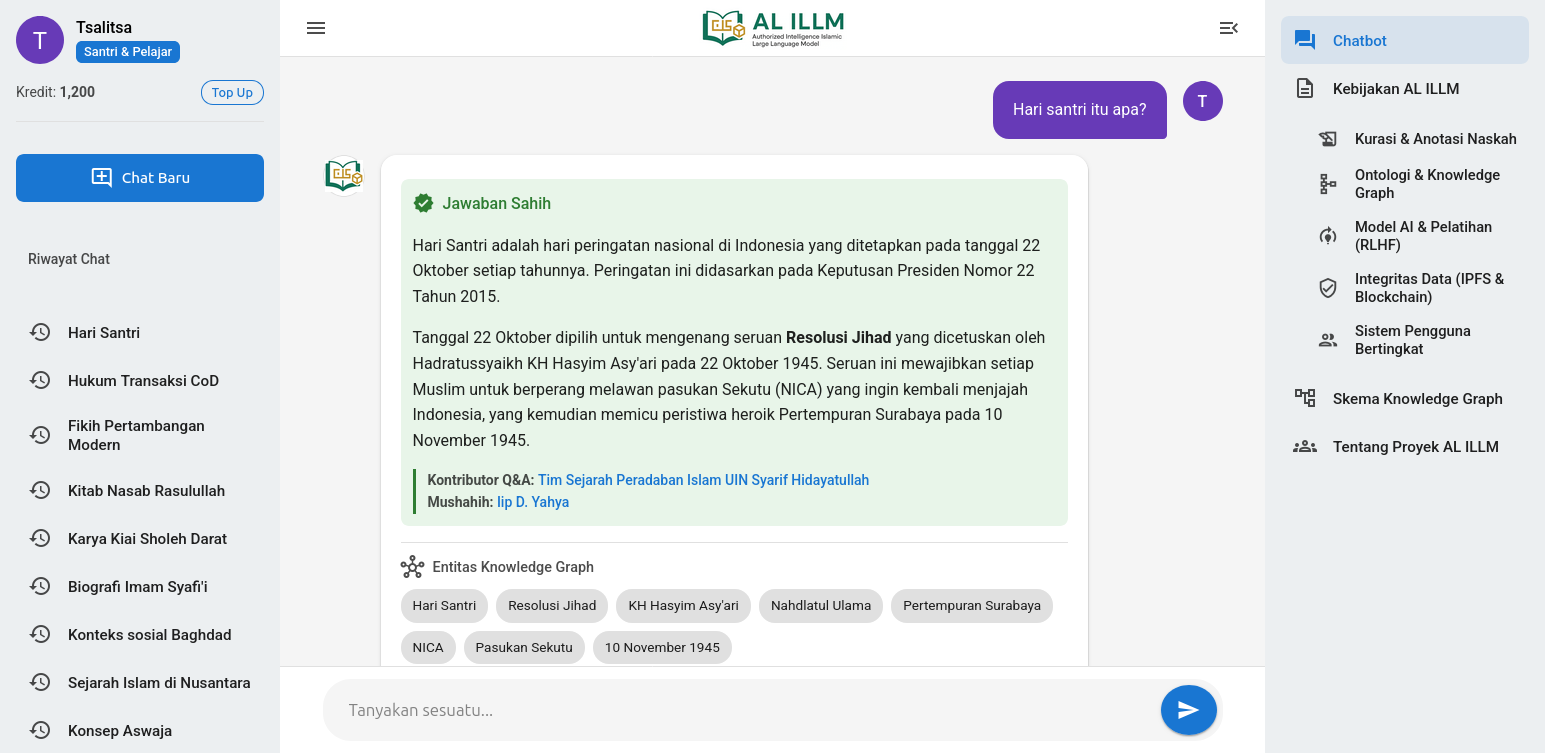 T
Tsalitsa
Santri & Pelajar
Kredit: 1,200
Top Up
Chat Baru
Riwayat Chat
Hari Santri
Hukum Transaksi CoD
Fikih Pertambangan
Modern
Kitab Nasab Rasulullah
Karya Kiai Sholeh Darat
Biografi Imam Syafi'i
Konteks sosial Baghdad
Sejarah Islam di Nusantara
Konsep Aswaja
AL ILLM
Authorized Intelligence Islamic
Large Language Model
Hari santri itu apa?
T
Jawaban Sahih
Hari Santri adalah hari peringatan nasional di Indonesia yang ditetapkan pada tanggal 22
Oktober setiap tahunnya. Peringatan ini didasarkan pada Keputusan Presiden Nomor 22
Tahun 2015.
Tanggal 22 Oktober dipilih untuk mengenang seruan Resolusi Jihad yang dicetuskan oleh
Hadratussyaikh KH Hasyim Asy'ari pada 22 Oktober 1945. Seruan ini mewajibkan setiap
Muslim untuk berperang melawan pasukan Sekutu (NICA) yang ingin kembali menjajah
Indonesia, yang kemudian memicu peristiwa heroik Pertempuran Surabaya pada 10
November 1945.
Kontributor Q&A: Tim Sejarah Peradaban Islam UIN Syarif Hidayatullah
Mushahih: Iip D. Yahya
Entitas Knowledge Graph
Hari Santri
Resolusi Jihad
KH Hasyim Asy'ari
Nahdlatul Ulama
Pertempuran Surabaya
NICA
Pasukan Sekutu
10 November 1945
Tanyakan sesuatu...
Chatbot
Kebijakan AL ILLM
Kurasi & Anotasi Naskah
Ontologi & Knowledge
Graph
Model AI & Pelatihan
(RLHF)
Integritas Data (IPFS &
Blockchain)
Sistem Pengguna
Bertingkat
Skema Knowledge Graph
Tentang Proyek AL ILLM